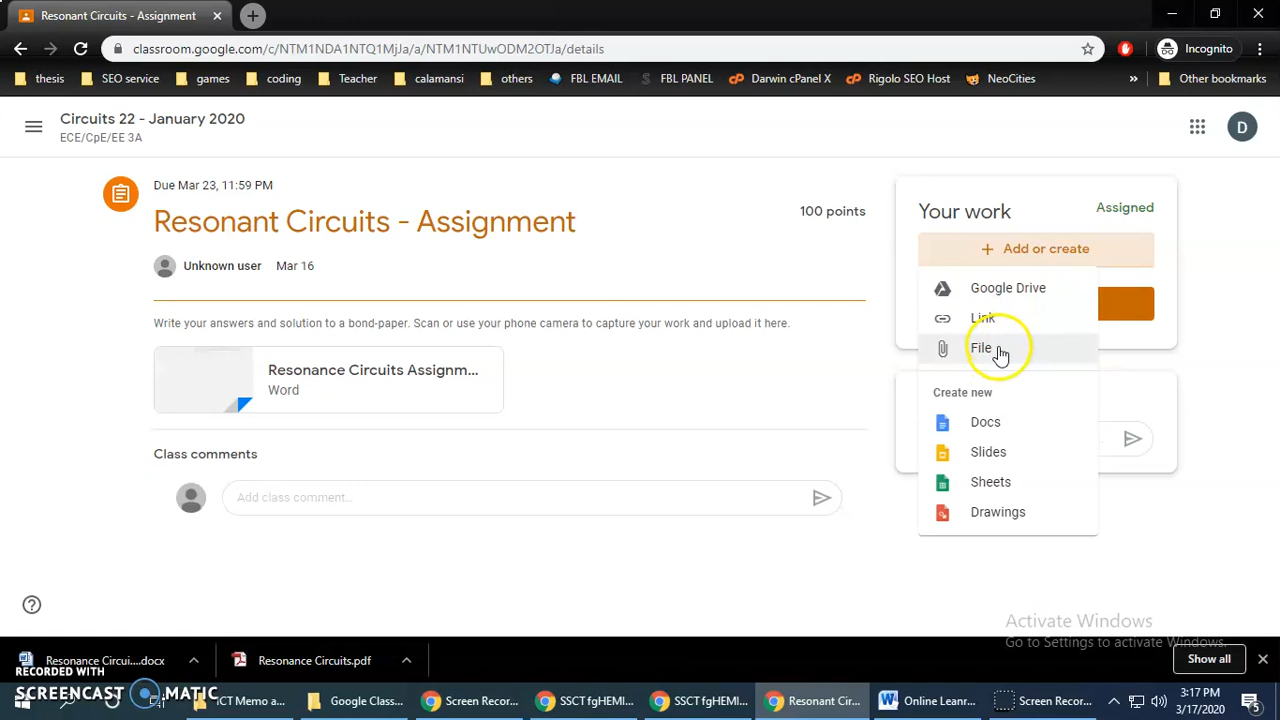 Resonant Circuits - Assignment
classroom.google.com/c/NTM1NDA1NTQ1MjJa/a/NTM1NTUwODM2OTJa/details
Incognito
thesis
SEO service
games
coding
Teacher
calamansi
others
FBL EMAIL
FBL PANEL
Darwin cPanel X
Rigolo SEO Host
NeoCities
»
Other bookmarks
Circuits 22 - January 2020
ECE/CpE/EE 3A
D
Due Mar 23, 11:59 PM
Resonant Circuits - Assignment
100 points
Unknown user Mar 16
Write your answers and solution to a bond-paper. Scan or use your phone camera to capture your work and upload it here.
Resonance Circuits Assignm...
Word
Class comments
Add class comment...
Your work
Assigned
+ Add or create
Google Drive
Link
File
Create new
Docs
Slides
Sheets
Drawings
Activate Windows
Go to Settings to activate Windows.
Resonance Circui....docx
Resonance Circuits.pdf
Show all
RECORDED WITH
SCREENCAST MATIC
ICT Memo a...
Google Class...
Screen Recor...
SSCT fgHEMI...
SSCT fgHEMI...
Resonant Cir...
Online Learn...
Screen Recor...
3:17 PM
3/17/2020
5